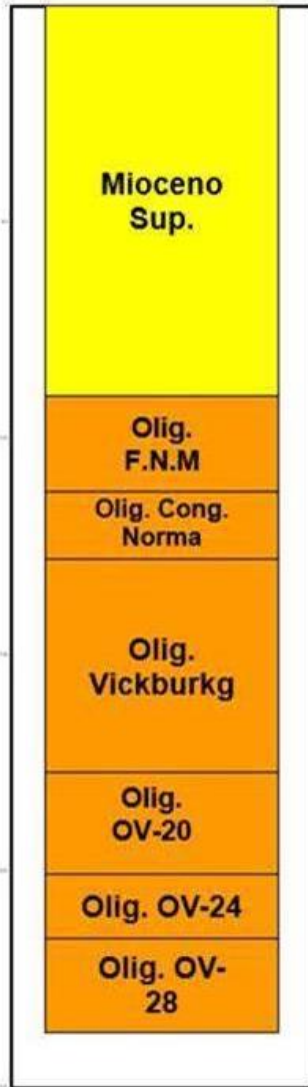 Mioceno
Sup.
Olig.
F.N.M
Olig. Cong.
Norma
Olig.
Vickburkg
Olig.
OV-20
Olig. OV-24
Olig. OV-
28